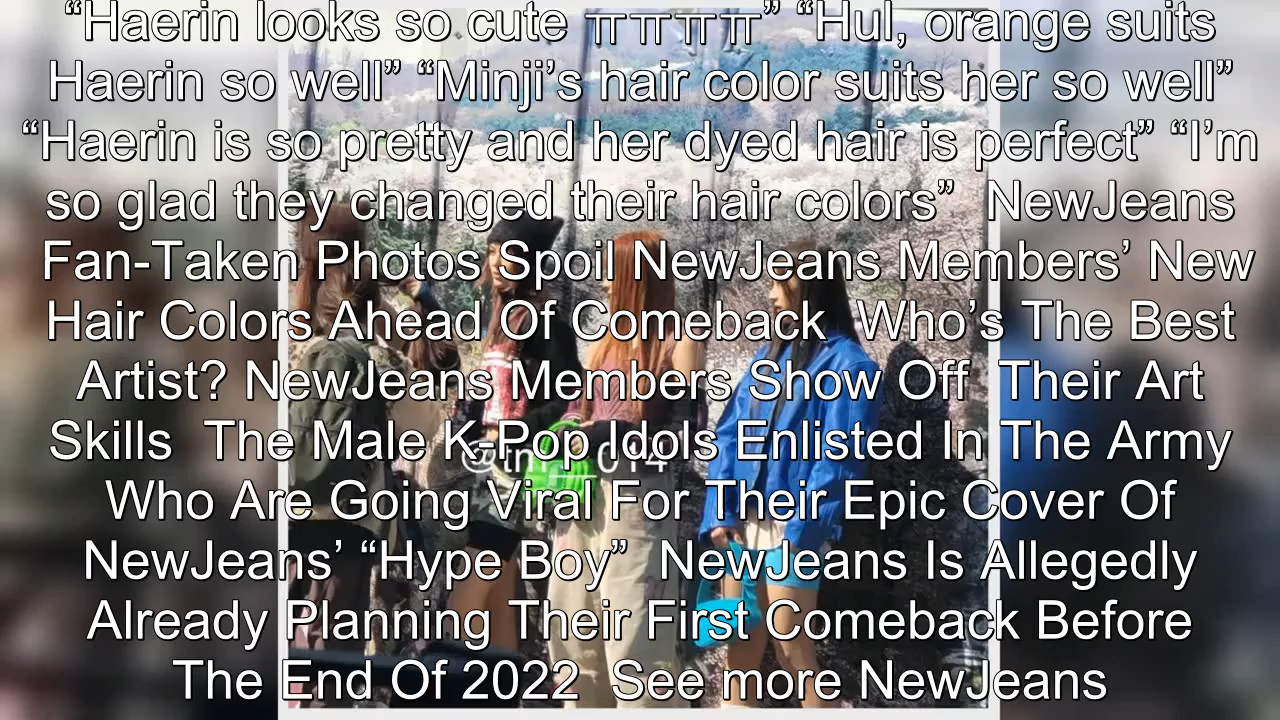 “Haerin looks so cute ㅠㅠㅠㅠ” “Hul, orange suits
Haerin so well” “Minji’s hair color suits her so well”
“Haerin is so pretty and her dyed hair is perfect” “I’m
so glad they changed their hair colors”  NewJeans
Fan-Taken Photos Spoil NewJeans Members’ New
Hair Colors Ahead Of Comeback  Who’s The Best
Artist? NewJeans Members Show Off  Their Art
Skills  The Male K-Pop Idols Enlisted In The Army
Who Are Going Viral For Their Epic Cover Of
NewJeans’ “Hype Boy”  NewJeans Is Allegedly
Already Planning Their First Comeback Before
The End Of 2022  See more NewJeans